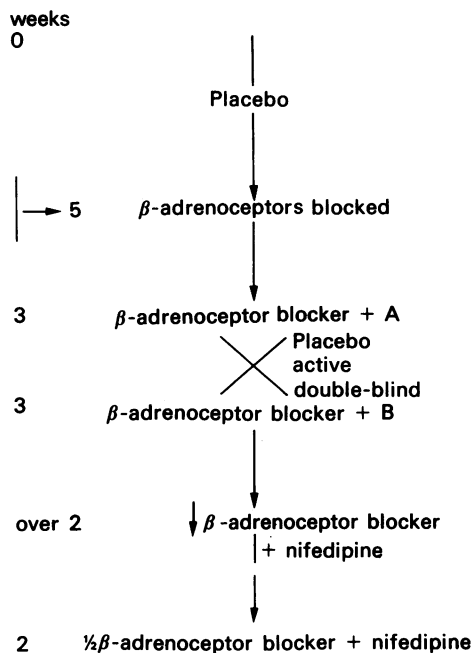 weeks
0
Placebo
5 β-adrenoceptors blocked
3 β-adrenoceptor blocker + A
Placebo
active
double-blind
3 β-adrenoceptor blocker + B
over 2 ↓ β-adrenoceptor blocker
+ nifedipine
2 ½β-adrenoceptor blocker + nifedipine